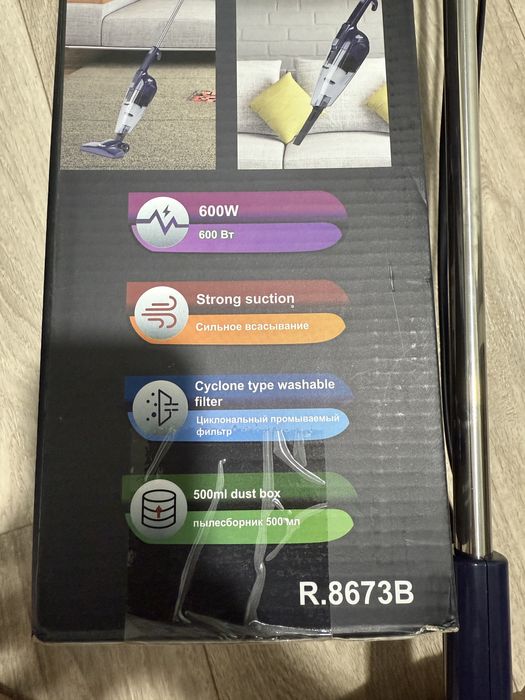 600W
600 Вт
Strong suction
Сильное всасывание
Cyclone type washable
filter
Циклональный промываемый
фильтр
500ml dust box
пылесборник 500 мл
R.8673B